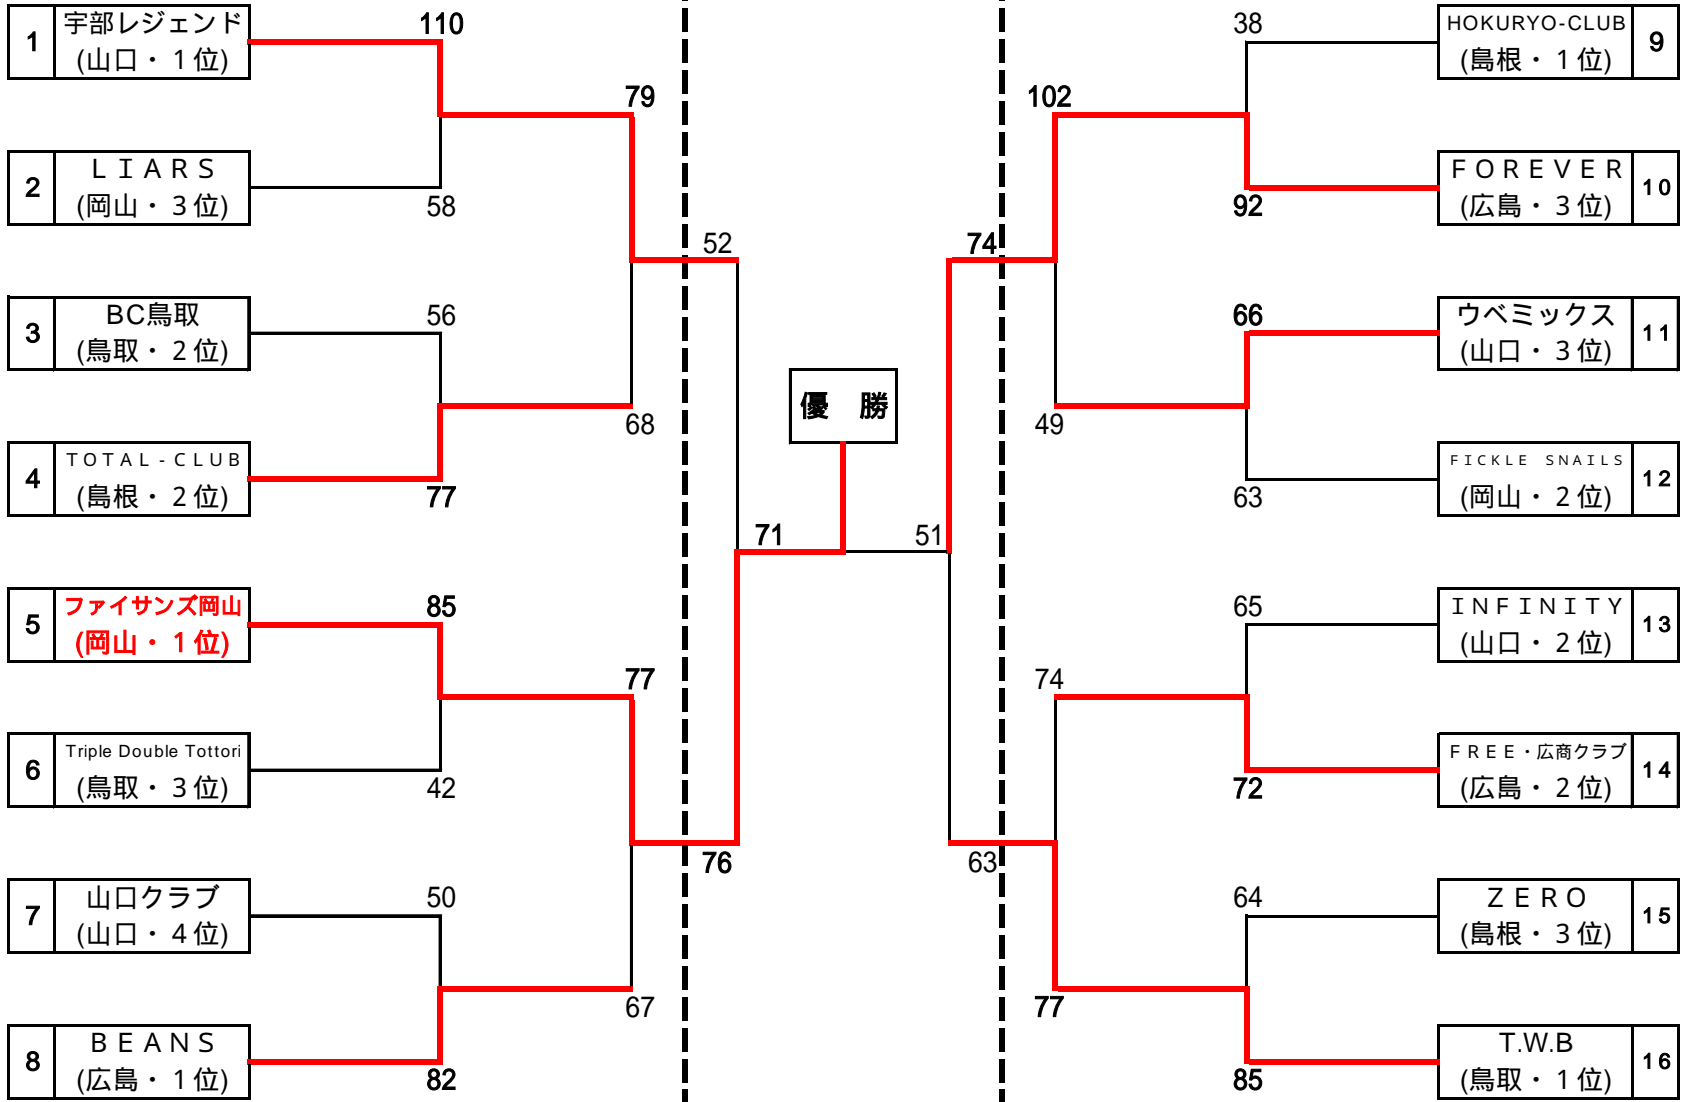 1
宇部レジェンド
(山口・１位)
110
2
ＬＩＡＲＳ
(岡山・３位)
58
79
3
BC鳥取
(鳥取・２位)
56
4
ＴＯＴＡＬ-ＣＬＵＢ
(島根・２位)
77
68
52
5
ファイサンズ岡山
(岡山・１位)
85
6
Triple Double Tottori
(鳥取・３位)
42
77
7
山口クラブ
(山口・４位)
50
8
ＢＥＡＮＳ
(広島・１位)
82
67
76
71
優　勝
51
38
HOKURYO-CLUB
(島根・１位)
9
102
92
ＦＯＲＥＶＥＲ
(広島・３位)
10
74
66
ウベミックス
(山口・３位)
11
49
63
ＦＩＣＫＬＥ ＳＮＡＩＬＳ
(岡山・２位)
12
65
ＩＮＦＩＮＩＴＹ
(山口・２位)
13
74
72
ＦＲＥＥ・広商クラブ
(広島・２位)
14
63
64
ＺＥＲＯ
(島根・３位)
15
77
85
T.W.B
(鳥取・１位)
16